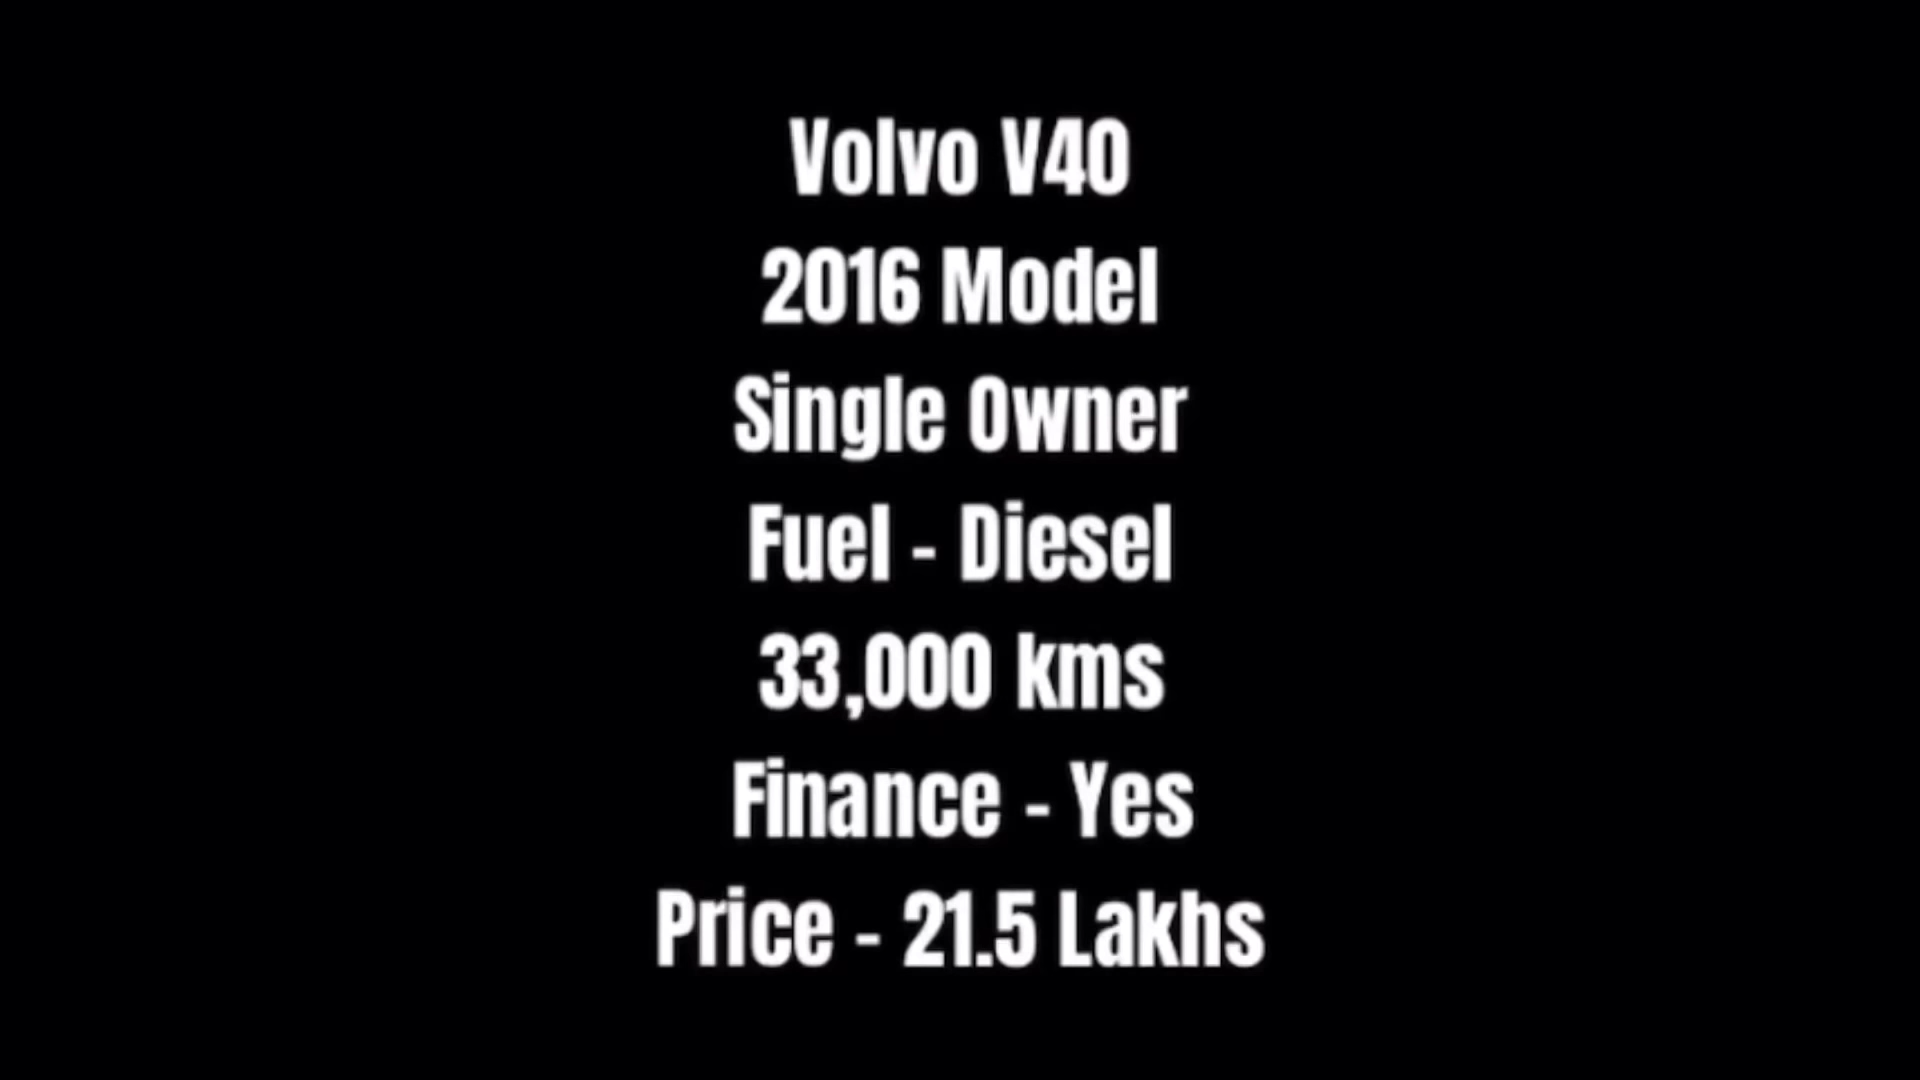 Volvo V40
2016 Model
Single Owner
Fuel - Diesel
33,000 kms
Finance - Yes
Price - 21.5 Lakhs